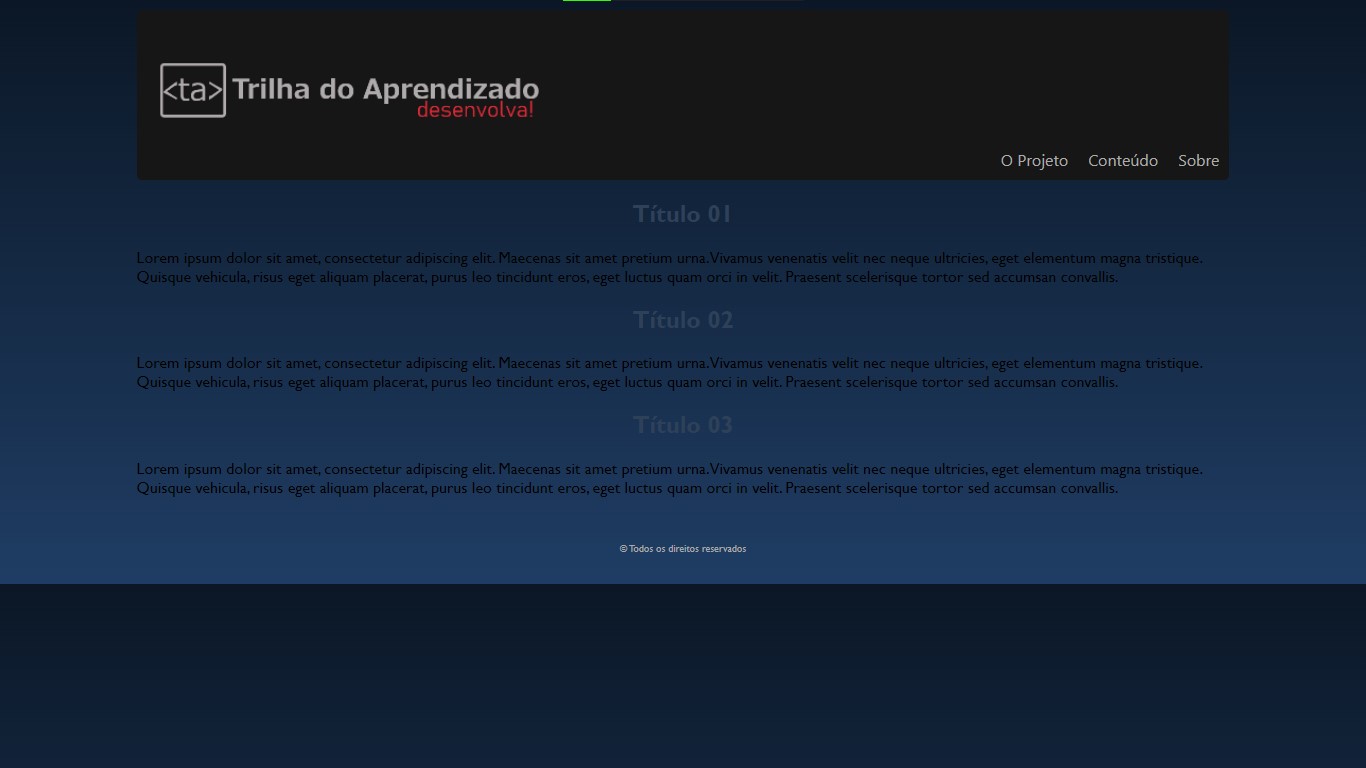 <ta> Trilha do Aprendizado
desenvolva!
O Projeto Conteúdo Sobre
Título 01
Lorem ipsum dolor sit amet, consectetur adipiscing elit. Maecenas sit amet pretium urna. Vivamus venenatis velit nec neque ultricies, eget elementum magna tristique.
Quisque vehicula, risus eget aliquam placerat, purus leo tincidunt eros, eget luctus quam orci in velit. Praesent scelerisque tortor sed accumsan convallis.
Título 02
Lorem ipsum dolor sit amet, consectetur adipiscing elit. Maecenas sit amet pretium urna. Vivamus venenatis velit nec neque ultricies, eget elementum magna tristique.
Quisque vehicula, risus eget aliquam placerat, purus leo tincidunt eros, eget luctus quam orci in velit. Praesent scelerisque tortor sed accumsan convallis.
Título 03
Lorem ipsum dolor sit amet, consectetur adipiscing elit. Maecenas sit amet pretium urna. Vivamus venenatis velit nec neque ultricies, eget elementum magna tristique.
Quisque vehicula, risus eget aliquam placerat, purus leo tincidunt eros, eget luctus quam orci in velit. Praesent scelerisque tortor sed accumsan convallis.
© Todos os direitos reservados